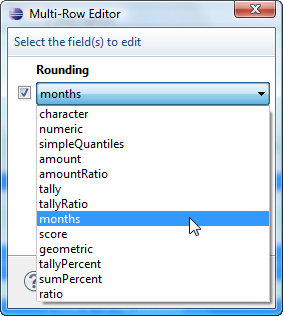 Multi-Row Editor
Select the field(s) to edit
Rounding
months
character
numeric
simpleQuantiles
amount
amountRatio
tally
tallyRatio
months
score
geometric
tallyPercent
sumPercent
ratio
?